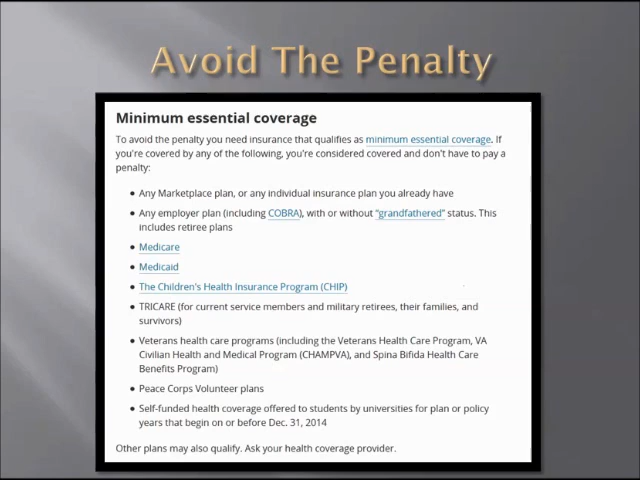 Avoid The Penalty
Minimum essential coverage
To avoid the penalty you need insurance that qualifies as minimum essential coverage. If
you're covered by any of the following, you're considered covered and don't have to pay a
penalty:
• Any Marketplace plan, or any individual insurance plan you already have
• Any employer plan (including COBRA), with or without "grandfathered" status. This
includes retiree plans
• Medicare
• Medicaid
• The Children's Health Insurance Program (CHIP)
• TRICARE (for current service members and military retirees, their families, and
survivors)
• Veterans health care programs (including the Veterans Health Care Program, VA
Civilian Health and Medical Program (CHAMPVA), and Spina Bifida Health Care
Benefits Program)
• Peace Corps Volunteer plans
• Self-funded health coverage offered to students by universities for plan or policy
years that begin on or before Dec. 31, 2014
Other plans may also qualify. Ask your health coverage provider.